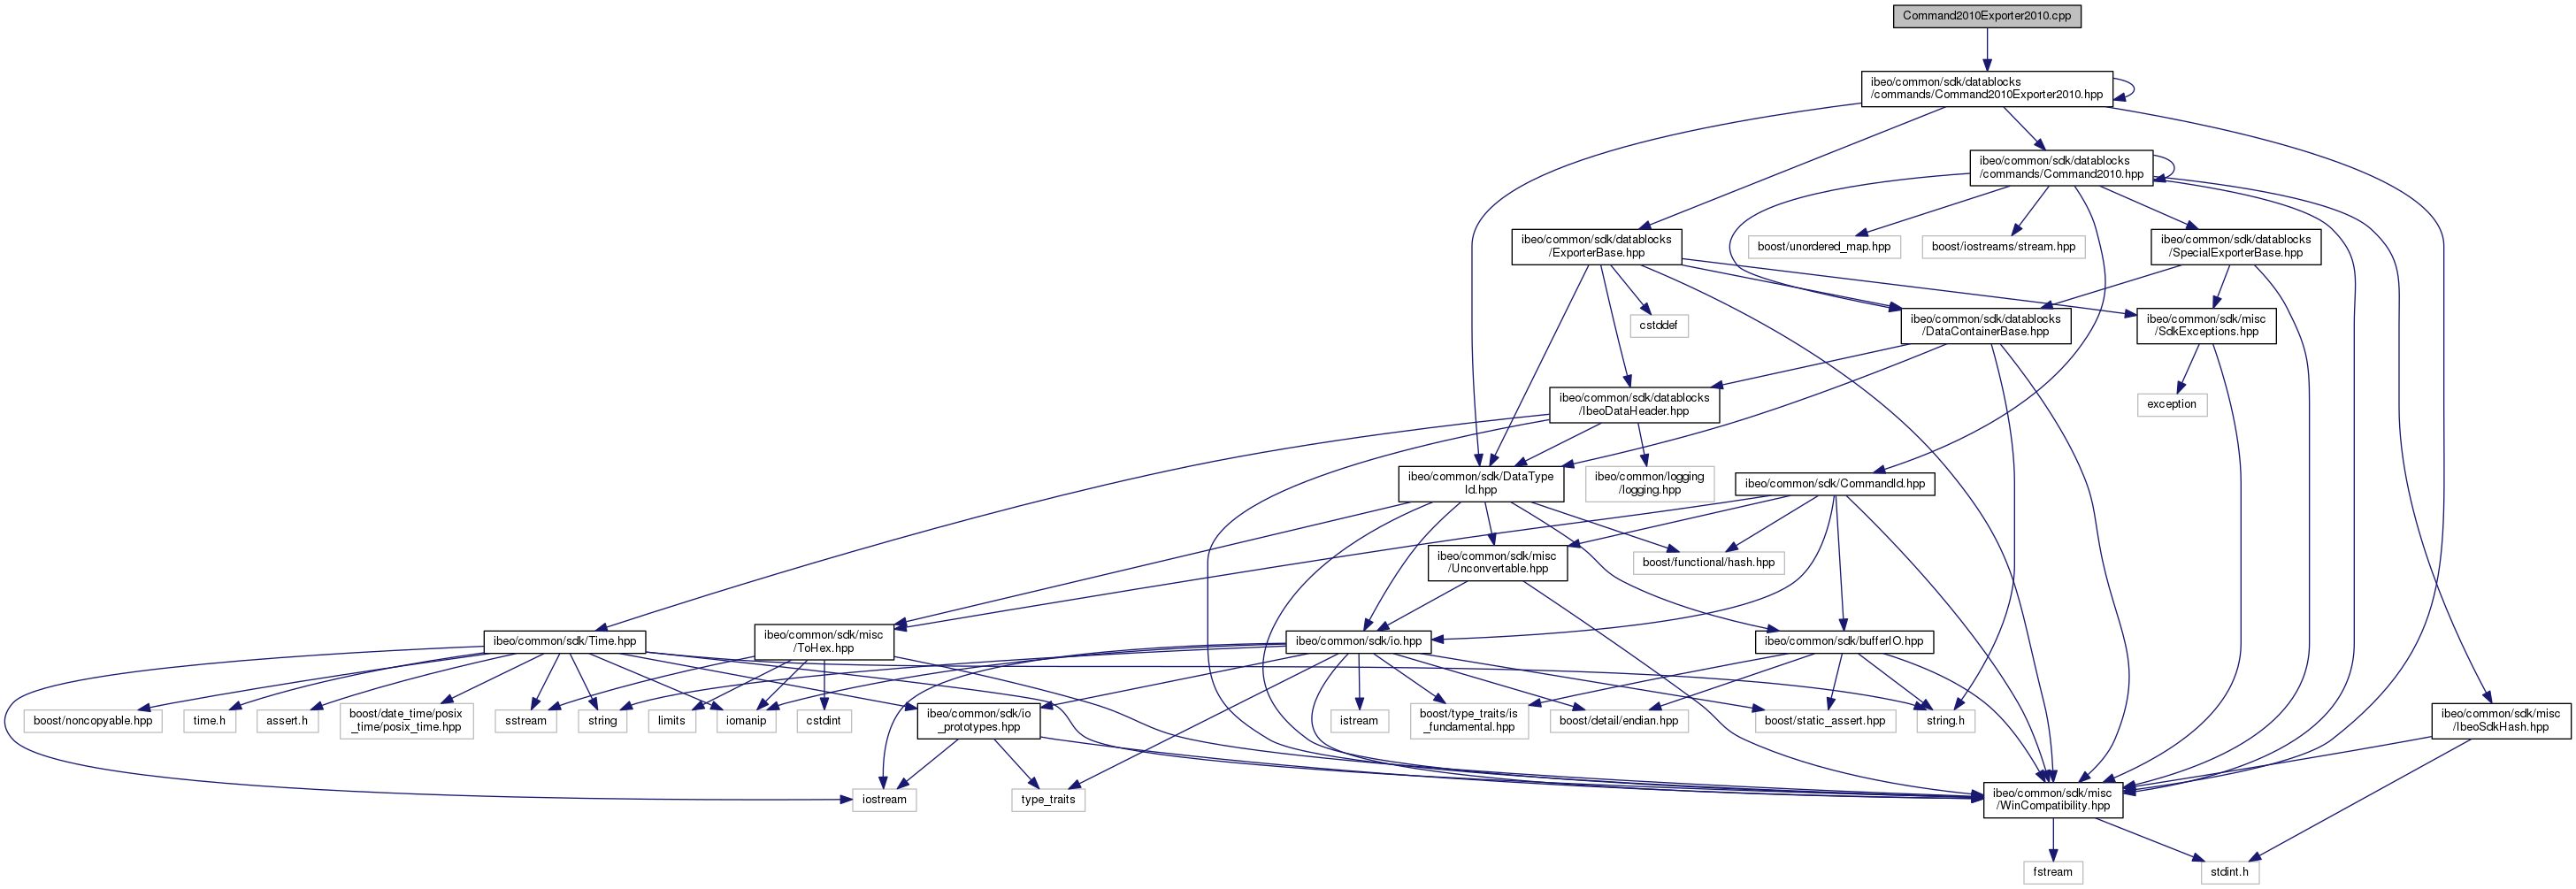 Command2010Exporter2010.cpp
ibeo/common/sdk/datablocks
/commands/Command2010Exporter2010.hpp
ibeo/common/sdk/datablocks
/commands/Command2010.hpp
ibeo/common/sdk/datablocks
/ExporterBase.hpp
boost/unordered_map.hpp
boost/iostreams/stream.hpp
ibeo/common/sdk/datablocks
/SpecialExporterBase.hpp
cstddef
ibeo/common/sdk/datablocks
/DataContainerBase.hpp
ibeo/common/sdk/misc
/SdkExceptions.hpp
ibeo/common/sdk/datablocks
/IbeoDataHeader.hpp
exception
ibeo/common/sdk/DataType
Id.hpp
ibeo/common/logging
/logging.hpp
ibeo/common/sdk/CommandId.hpp
ibeo/common/sdk/misc
/Unconvertable.hpp
boost/functional/hash.hpp
ibeo/common/sdk/Time.hpp
ibeo/common/sdk/misc
/ToHex.hpp
ibeo/common/sdk/io.hpp
ibeo/common/sdk/bufferIO.hpp
boost/noncopyable.hpp
time.h
assert.h
boost/date_time/posix
_time/posix_time.hpp
sstream
string
limits
iomanip
cstdint
ibeo/common/sdk/io
_prototypes.hpp
istream
boost/type_traits/is
_fundamental.hpp
boost/detail/endian.hpp
boost/static_assert.hpp
string.h
ibeo/common/sdk/misc
/IbeoSdkHash.hpp
iostream
type_traits
ibeo/common/sdk/misc
/WinCompatibility.hpp
fstream
stdint.h